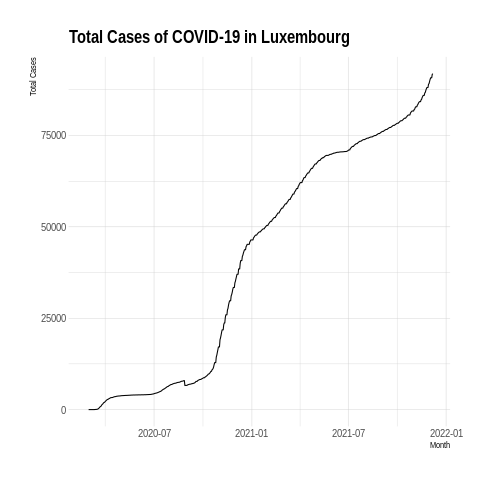 Total Cases of COVID-19 in Luxembourg
Total Cases
75000
50000
25000
0
2020-07 2021-01 2021-07 2022-01
Month